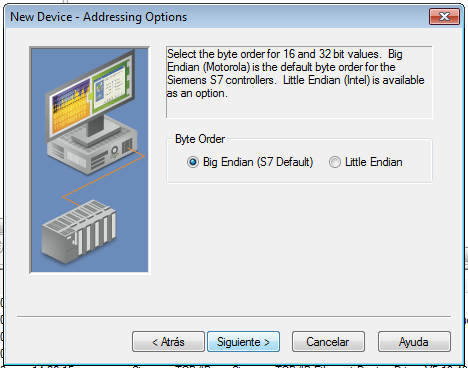 New Device - Addressing Options
Select the byte order for 16 and 32 bit values. Big
Endian (Motorola) is the default byte order for the
Siemens S7 controllers. Little Endian (Intel) is available
as an option.
Byte Order
Big Endian (S7 Default)
Little Endian
< Atrás
Siguiente >
Cancelar
Ayuda